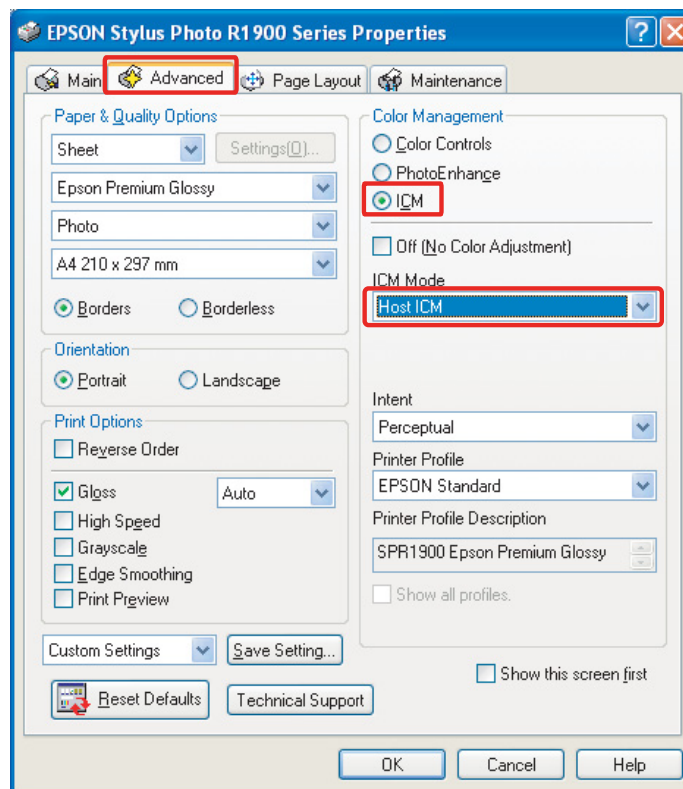 EPSON Stylus Photo R1900 Series Properties
Main
Advanced
Page Layout
Maintenance
Paper & Quality Options
Sheet
Settings(O)...
Epson Premium Glossy
Photo
A4 210 x 297 mm
Borders
Borderless
Orientation
Portrait
Landscape
Print Options
Reverse Order
Gloss
Auto
High Speed
Grayscale
Edge Smoothing
Print Preview
Custom Settings
Save Setting...
Reset Defaults
Technical Support
Color Management
Color Controls
PhotoEnhance
ICM
Off (No Color Adjustment)
ICM Mode
Host ICM
Intent
Perceptual
Printer Profile
EPSON Standard
Printer Profile Description
SPR1900 Epson Premium Glossy
Show all profiles.
Show this screen first
OK
Cancel
Help